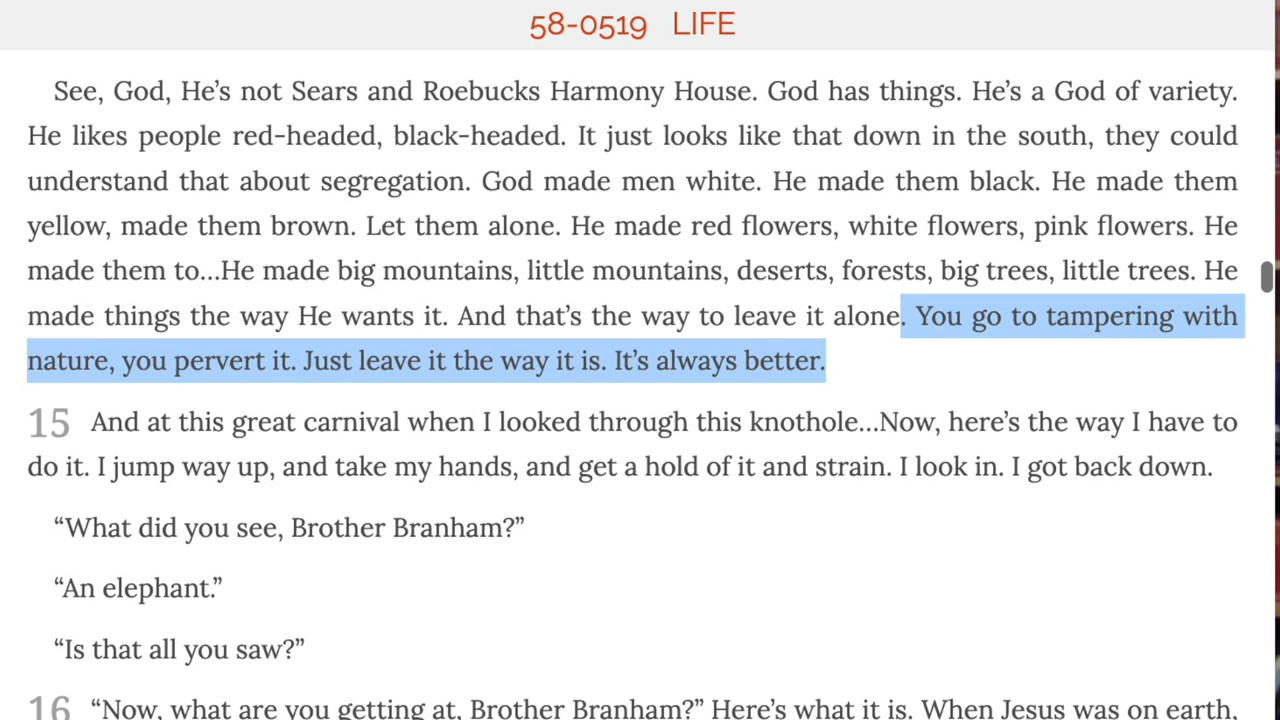 58-0519 LIFE
See, God, He’s not Sears and Roebucks Harmony House. God has things. He’s a God of variety.
He likes people red-headed, black-headed. It just looks like that down in the south, they could
understand that about segregation. God made men white. He made them black. He made them
yellow, made them brown. Let them alone. He made red flowers, white flowers, pink flowers. He
made them to…He made big mountains, little mountains, deserts, forests, big trees, little trees. He
made things the way He wants it. And that’s the way to leave it alone. You go to tampering with
nature, you pervert it. Just leave it the way it is. It’s always better.
15 And at this great carnival when I looked through this knothole…Now, here’s the way I have to
do it. I jump way up, and take my hands, and get a hold of it and strain. I look in. I got back down.
“What did you see, Brother Branham?”
“An elephant.”
“Is that all you saw?”
16 “Now, what are you getting at, Brother Branham?” Here’s what it is. When Jesus was on earth,